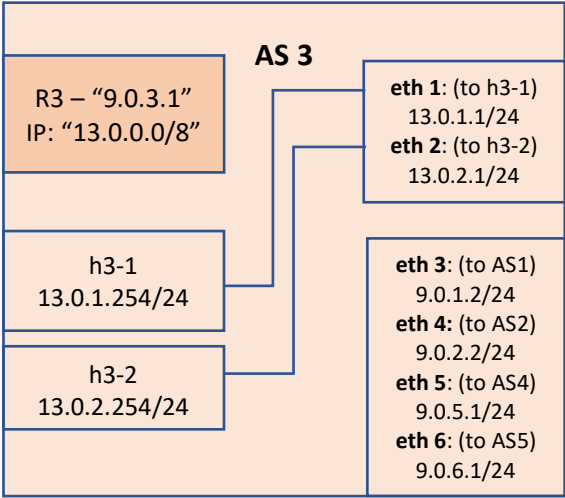 AS 3
R3 – “9.0.3.1”
IP: “13.0.0.0/8”
eth 1: (to h3-1)
13.0.1.1/24
eth 2: (to h3-2)
13.0.2.1/24
h3-1
13.0.1.254/24
h3-2
13.0.2.254/24
eth 3: (to AS1)
9.0.1.2/24
eth 4: (to AS2)
9.0.2.2/24
eth 5: (to AS4)
9.0.5.1/24
eth 6: (to AS5)
9.0.6.1/24